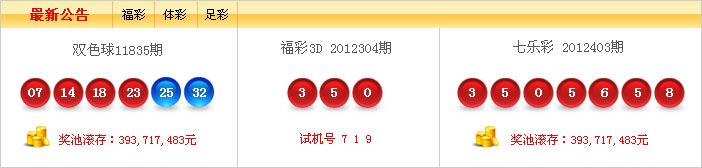 最新公告 福彩 体彩 足彩
双色球11835期
07 14 18 23 25 32
奖池滚存：393,717,483元
福彩3D 2012304期
3 5 0
试机号 7 1 9
七乐彩 2012403期
3 5 0 5 6 5 8
奖池滚存：393,717,483元